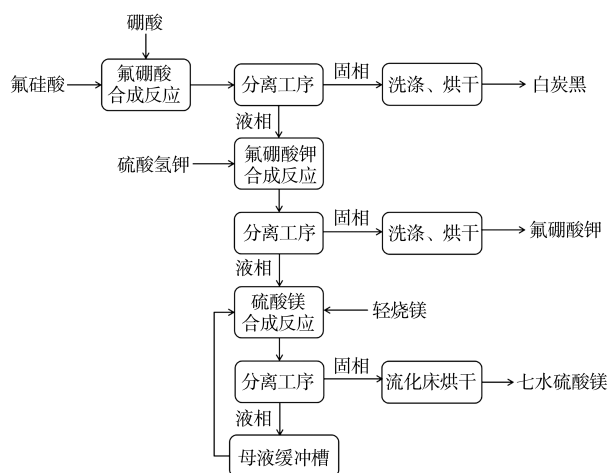 硼酸
氟硅酸
氟硼酸
合成反应
分离工序
固相
洗涤、烘干
白炭黑
液相
硫酸氢钾
氟硼酸钾
合成反应
分离工序
固相
洗涤、烘干
氟硼酸钾
液相
硫酸镁
合成反应
轻烧镁
分离工序
固相
流化床烘干
七水硫酸镁
液相
母液缓冲槽